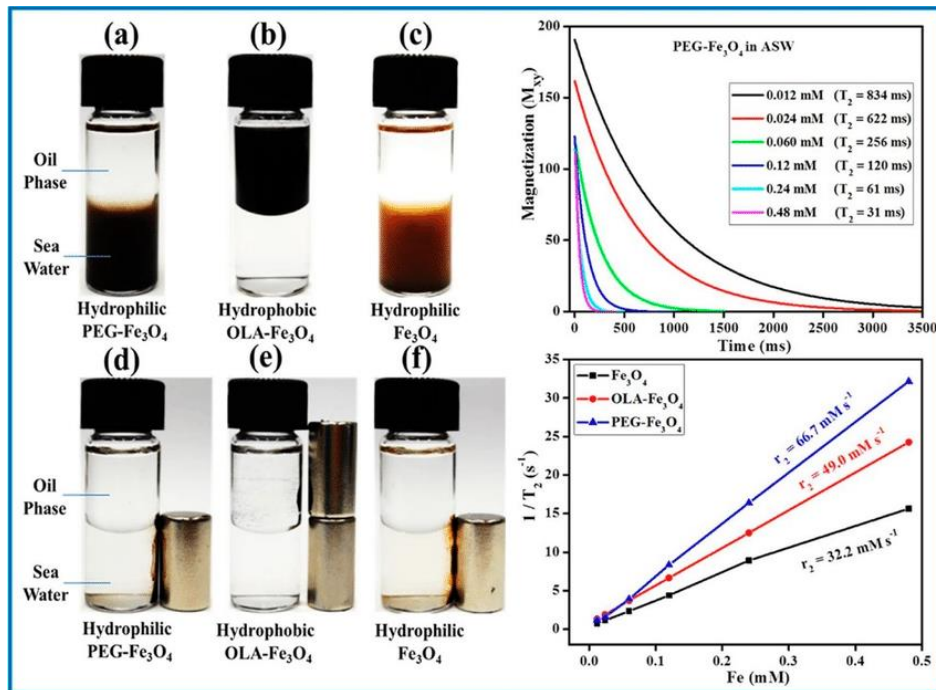 (a)
(b)
(c)
Oil
Phase
Sea
Water
Hydrophilic
PEG-Fe₃O₄
Hydrophobic
OLA-Fe₃O₄
Hydrophilic
Fe₃O₄
(d)
(e)
(f)
Oil
Phase
Sea
Water
Hydrophilic
PEG-Fe₃O₄
Hydrophobic
OLA-Fe₃O₄
Hydrophilic
Fe₃O₄
PEG-Fe₃O₄ in ASW
0.012 mM (T₂ = 834 ms)
0.024 mM (T₂ = 622 ms)
0.060 mM (T₂ = 256 ms)
0.12 mM (T₂ = 120 ms)
0.24 mM (T₂ = 61 ms)
0.48 mM (T₂ = 31 ms)
Magnetization (Mxy)
200
150
100
50
0
0 500 1000 1500 2000 2500 3000 3500
Time (ms)
Fe₃O₄
OLA-Fe₃O₄
PEG-Fe₃O₄
r₂ = 66.7 mM s⁻¹
r₂ = 49.0 mM s⁻¹
r₂ = 32.2 mM s⁻¹
1 / T₂ (s⁻¹)
35
30
25
20
15
10
5
0
0.0 0.1 0.2 0.3 0.4 0.5
Fe (mM)